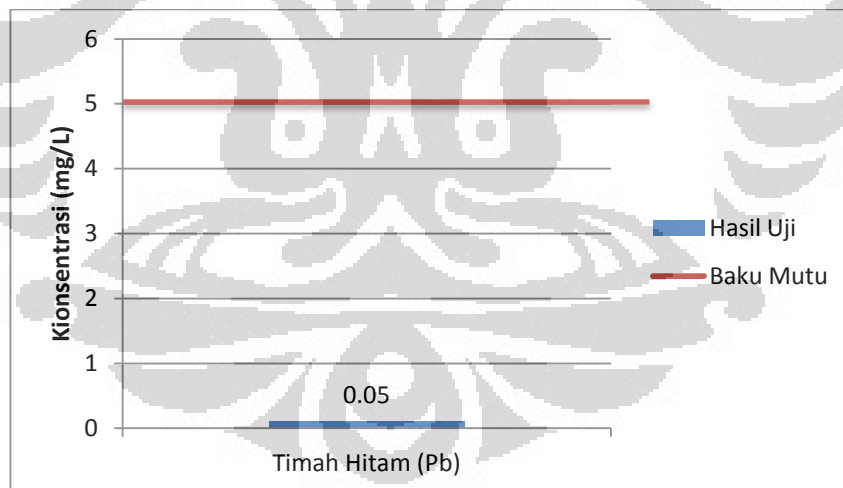 6
5
4
3
2
1
0
Kionsentrasi (mg/L)
0.05
Timah Hitam (Pb)
Hasil Uji
Baku Mutu